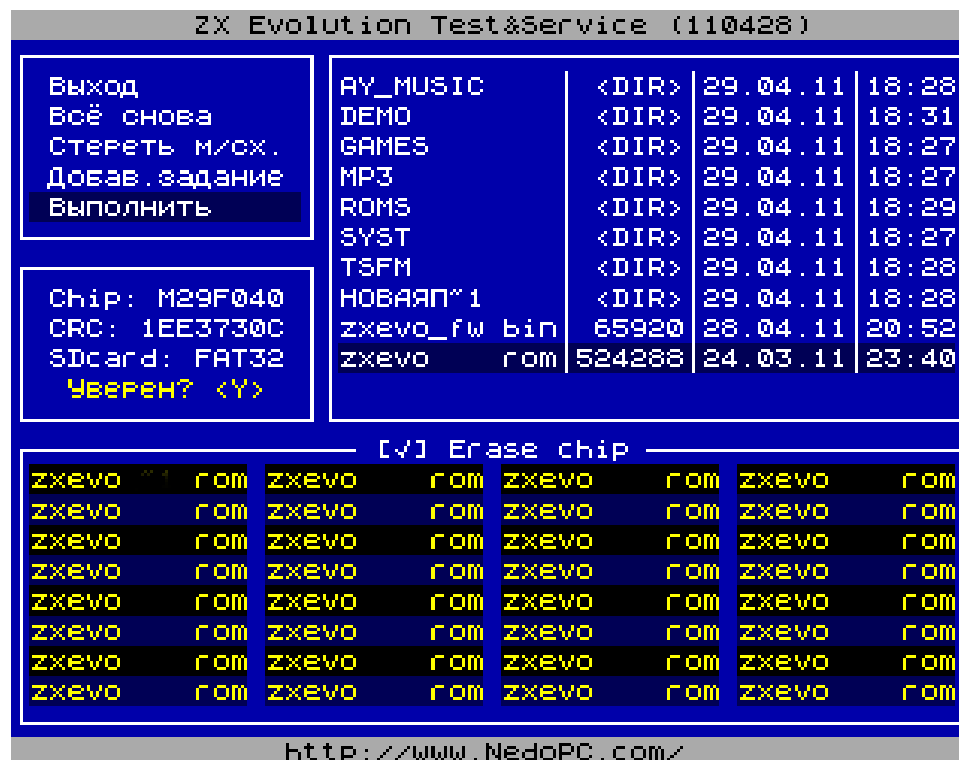 ZX Evolution Test&Service (110428)
Выход
Всё снова
Стереть м/сх.
Добав.задание
Выполнить
Chip: M29F040
CRC: 1EE3730C
SDcard: FAT32
Уверен? <Y>
AY_MUSIC <DIR> 29.04.11 18:28
DEMO <DIR> 29.04.11 18:31
GAMES <DIR> 29.04.11 18:27
MP3 <DIR> 29.04.11 18:27
ROMS <DIR> 29.04.11 18:29
SYST <DIR> 29.04.11 18:27
TSFM <DIR> 29.04.11 18:28
НОВАЯП~1 <DIR> 29.04.11 18:28
zxevo_fw bin 65920 28.04.11 20:52
zxevo rom 524288 24.03.11 23:40
[√] Erase chip
zxevo rom zxevo rom zxevo rom zxevo rom
zxevo rom zxevo rom zxevo rom zxevo rom
zxevo rom zxevo rom zxevo rom zxevo rom
zxevo rom zxevo rom zxevo rom zxevo rom
zxevo rom zxevo rom zxevo rom zxevo rom
zxevo rom zxevo rom zxevo rom zxevo rom
zxevo rom zxevo rom zxevo rom zxevo rom
zxevo rom zxevo rom zxevo rom zxevo rom
http://www.NedoPC.com/